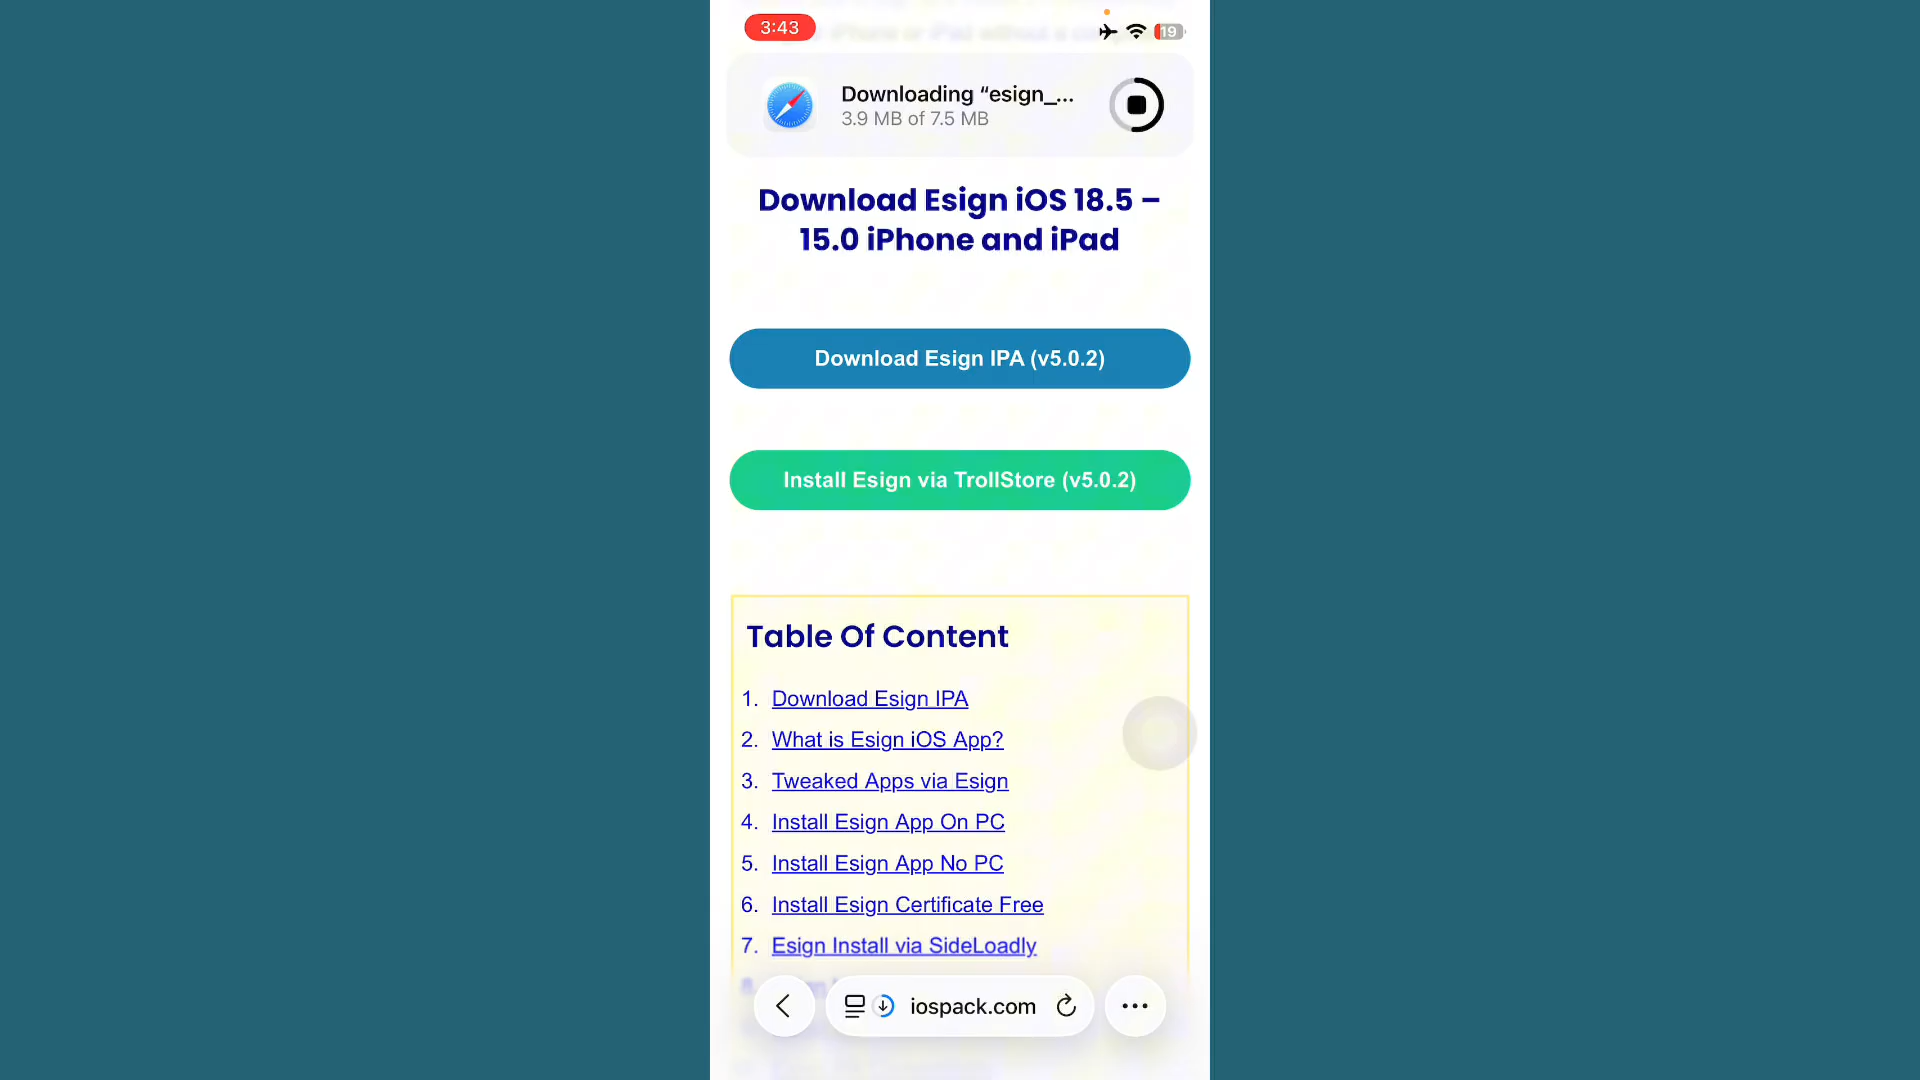 3:43
19
Downloading “esign_...
3.9 MB of 7.5 MB
Download Esign iOS 18.5 –
15.0 iPhone and iPad
Download Esign IPA (v5.0.2)
Install Esign via TrollStore (v5.0.2)
Table Of Content
1. Download Esign IPA
2. What is Esign iOS App?
3. Tweaked Apps via Esign
4. Install Esign App On PC
5. Install Esign App No PC
6. Install Esign Certificate Free
7. Esign Install via SideLoadly
iospack.com